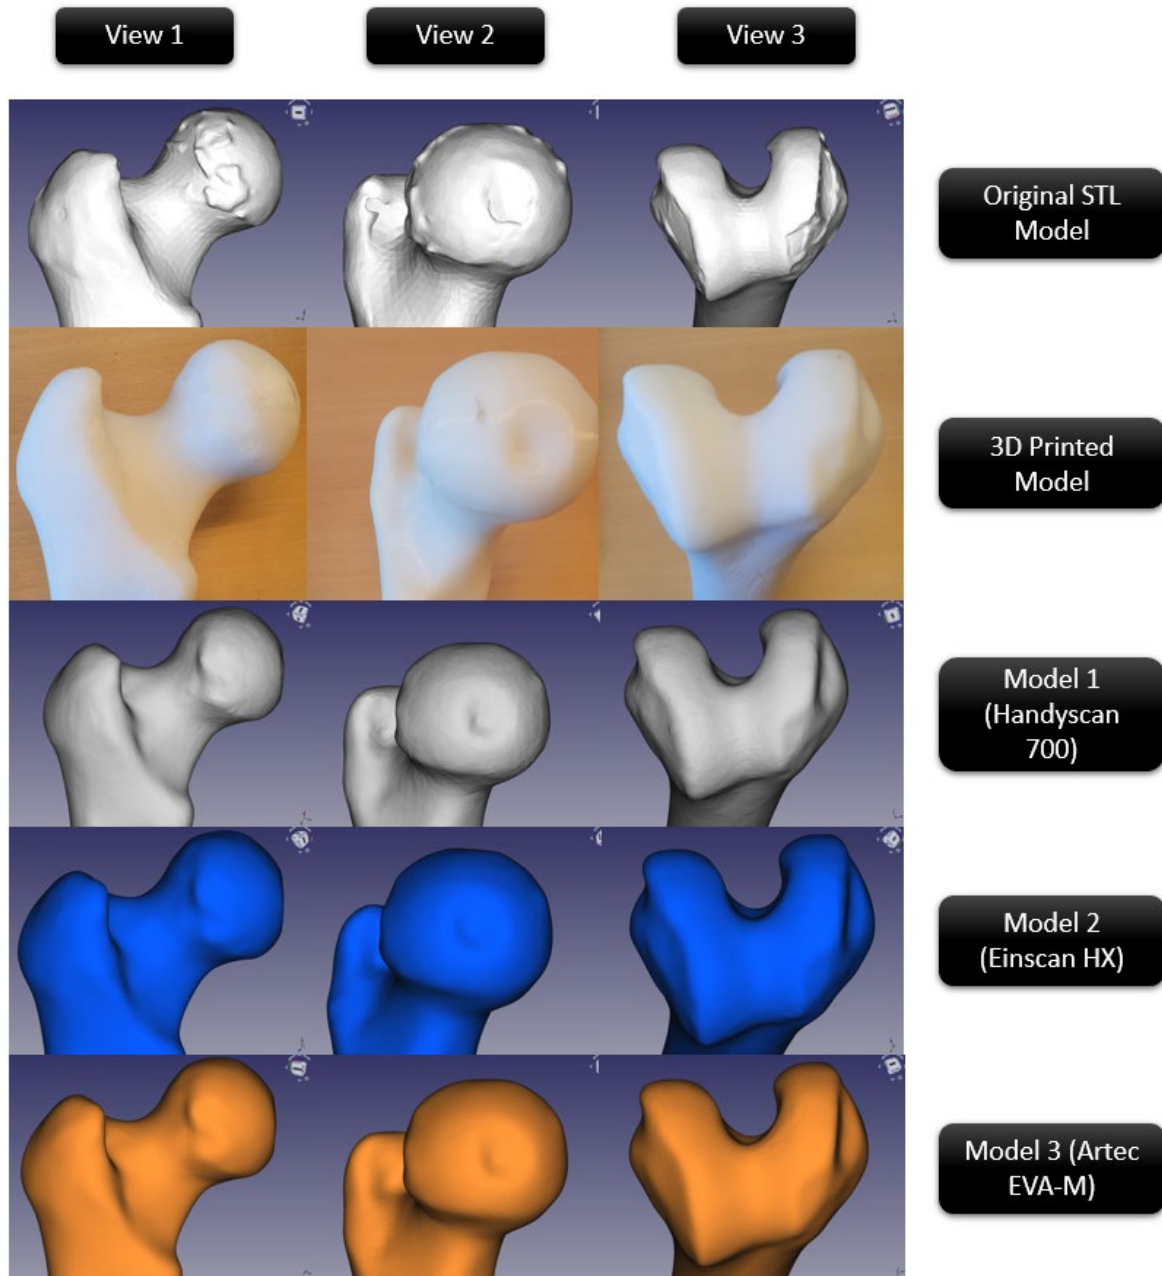 View 1
View 2
View 3
Original STL
Model
3D Printed
Model
Model 1
(Handyscan
700)
Model 2
(Einscan HX)
Model 3 (Artec
EVA-M)